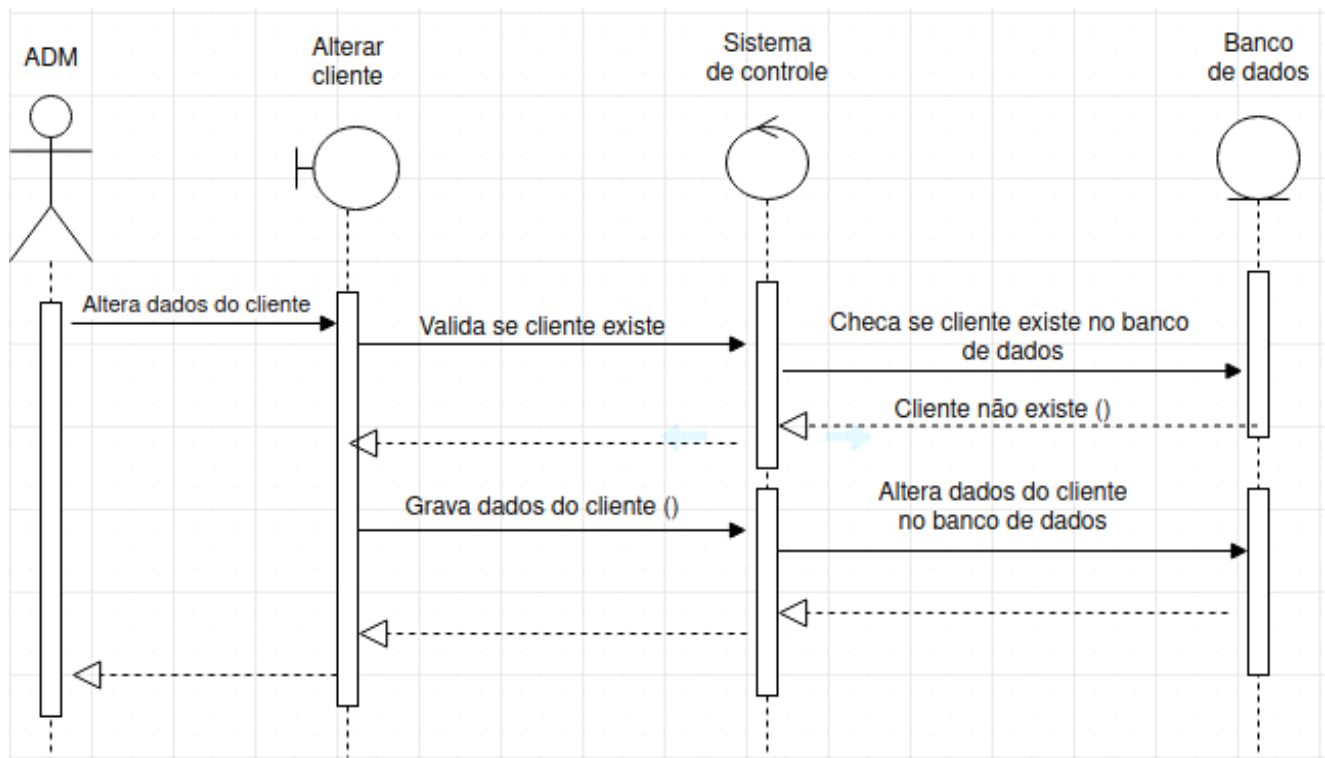 ADM
Alterar
cliente
Sistema
de controle
Banco
de dados
Altera dados do cliente
Valida se cliente existe
Checa se cliente existe no banco
de dados
Cliente não existe ()
Grava dados do cliente ()
Altera dados do cliente
no banco de dados